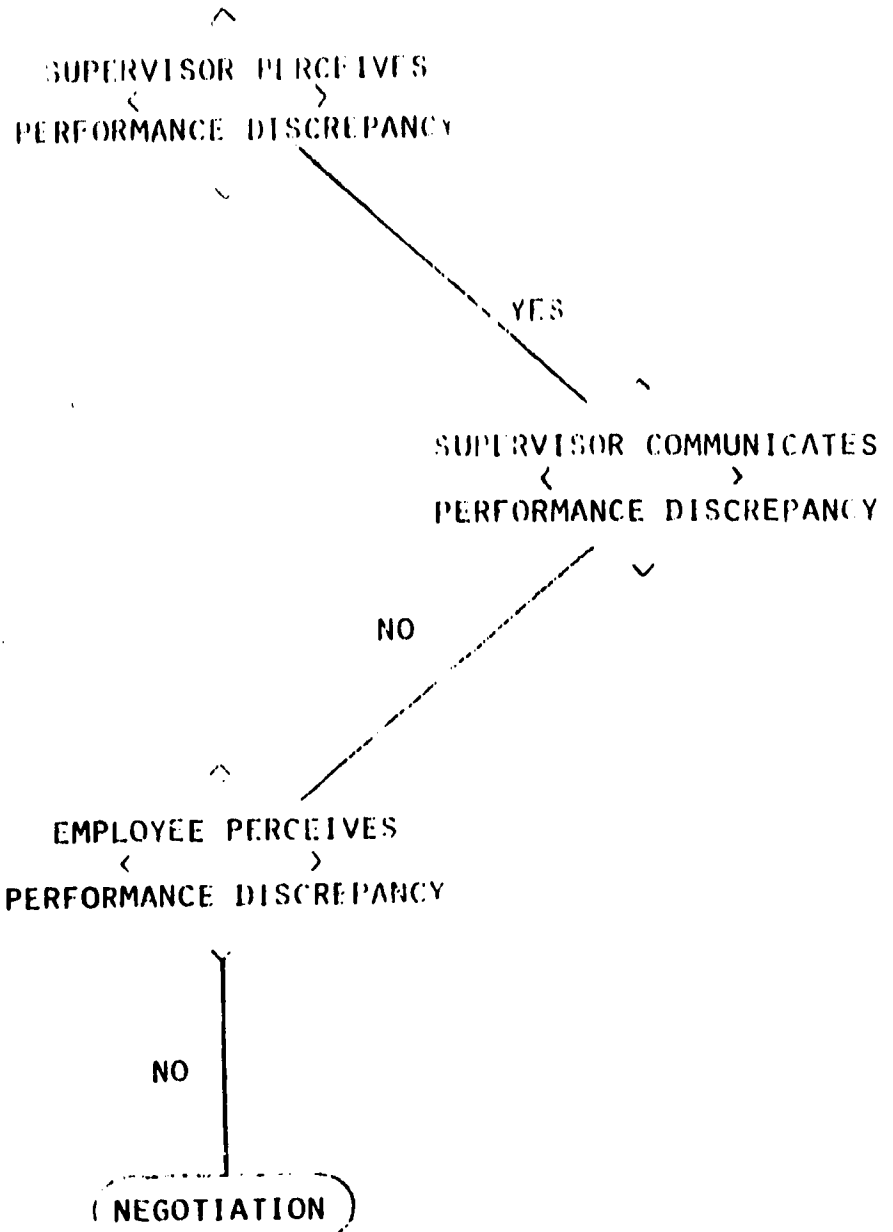 SUPERVISOR PERCEIVES
PERFORMANCE DISCREPANCY
YES
SUPERVISOR COMMUNICATES
PERFORMANCE DISCREPANCY
NO
EMPLOYEE PERCEIVES
PERFORMANCE DISCREPANCY
NO
NEGOTIATION